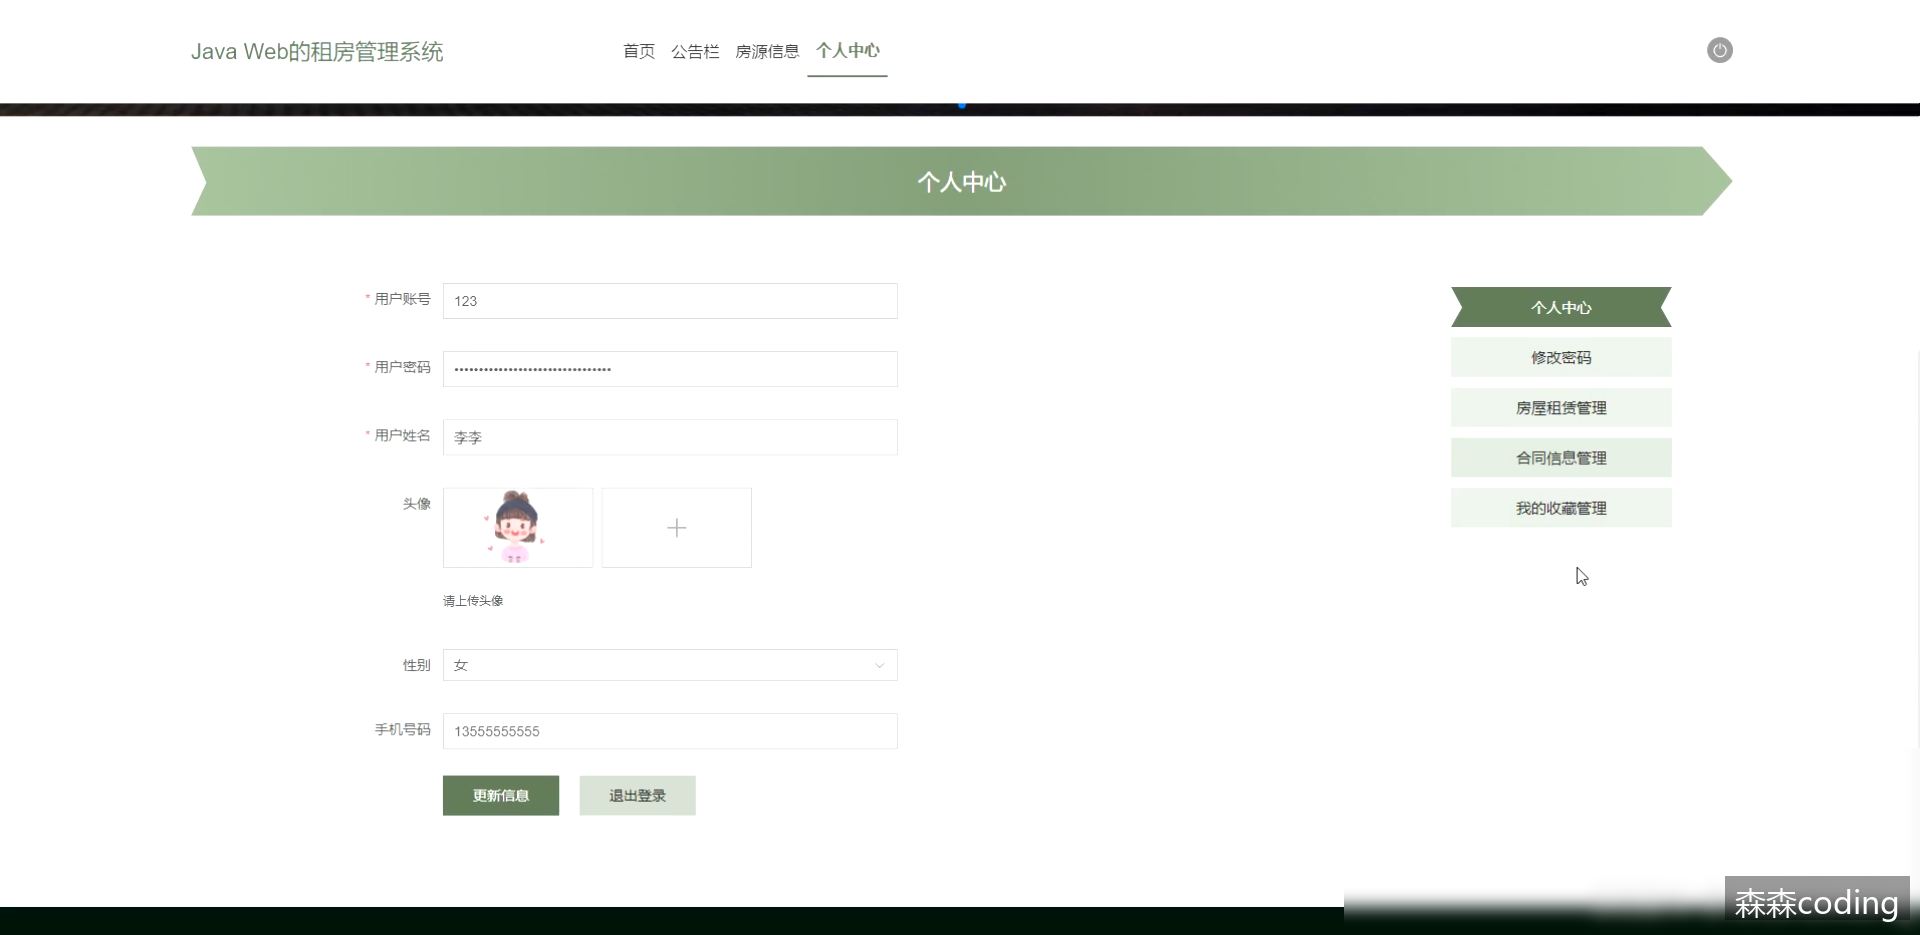 Java Web的租房管理系统
首页 公告栏 房源信息 个人中心
个人中心
* 用户账号 123
* 用户密码 ································
* 用户姓名 李李
头像
请上传头像
性别 女
手机号码 13555555555
更新信息 退出登录
个人中心
修改密码
房屋租赁管理
合同信息管理
我的收藏管理
森森coding